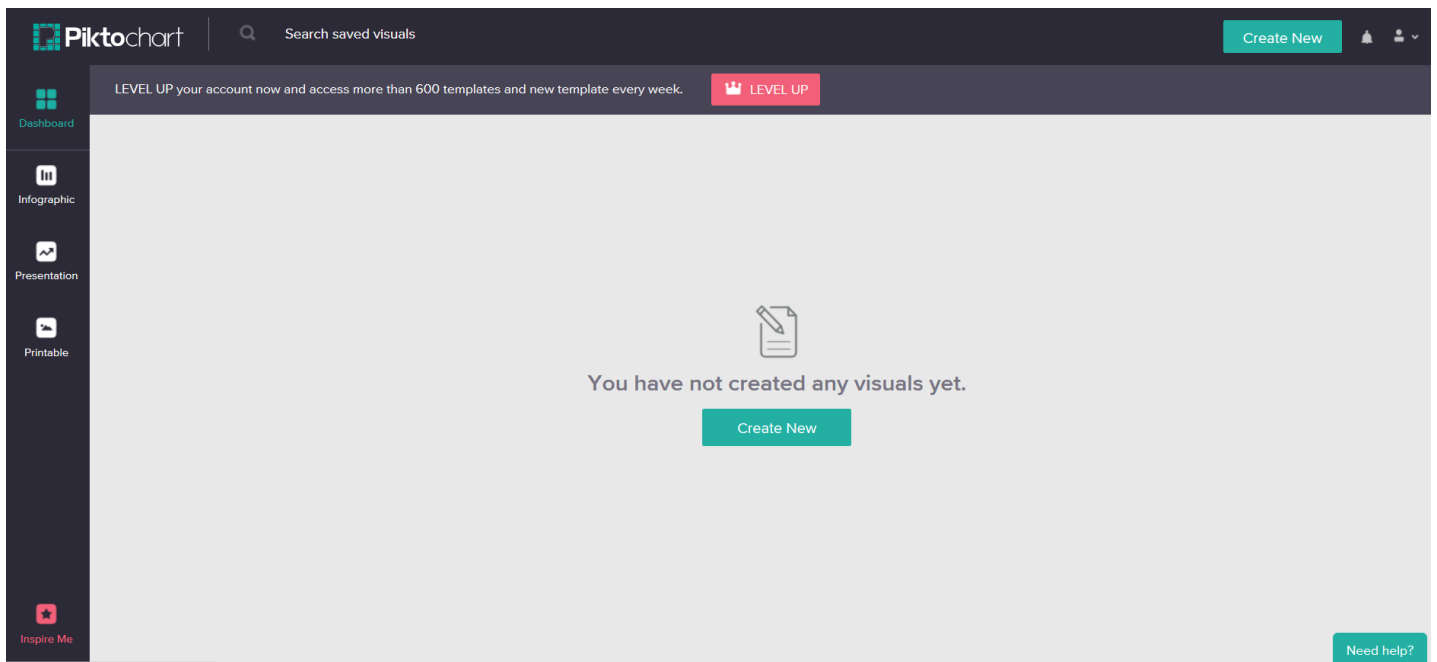 Piktochart
Search saved visuals
Create New
LEVEL UP your account now and access more than 600 templates and new template every week.
LEVEL UP
Dashboard
Infographic
Presentation
Printable
You have not created any visuals yet.
Create New
Inspire Me
Need help?